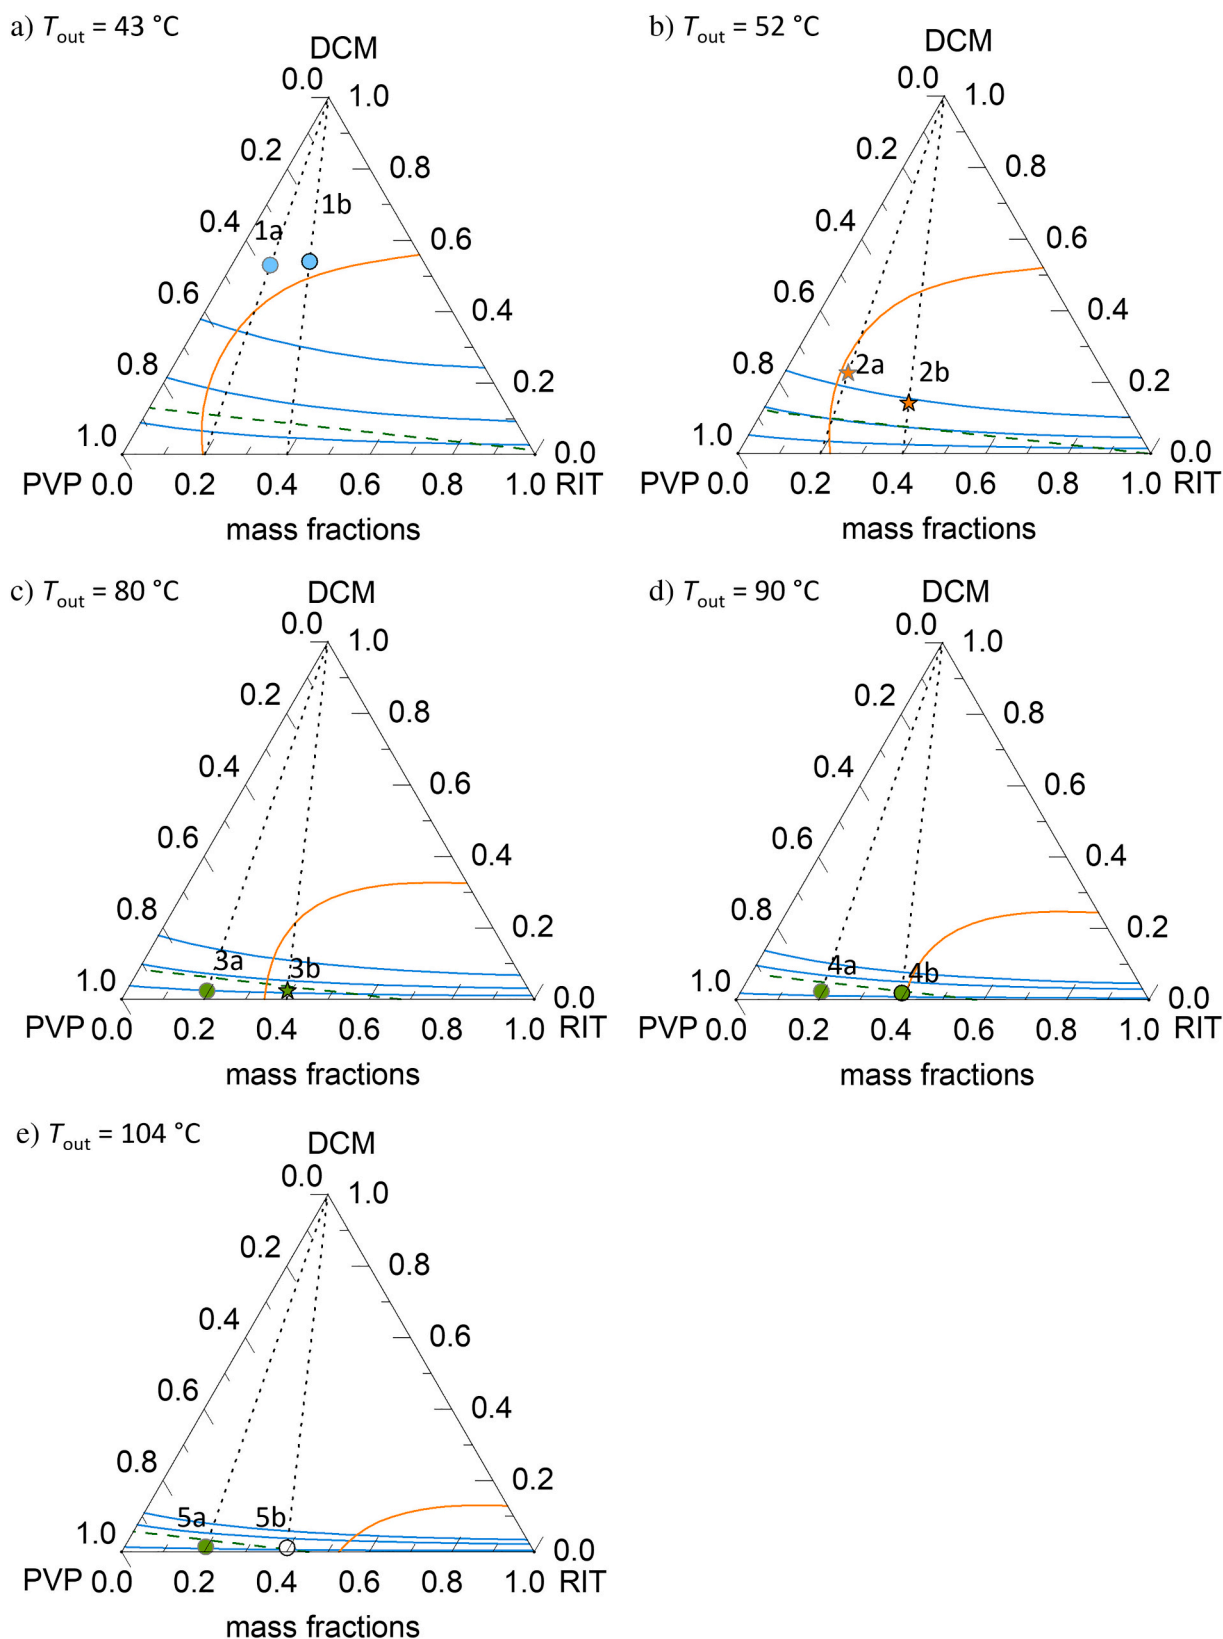 a) Tout = 43 °C
DCM
0.0 1.0
0.2 0.8
1b
0.4 1a 0.6
0.6 0.4
0.8 0.2
1.0 0.0
PVP 0.0 0.2 0.4 0.6 0.8 1.0 RIT
mass fractions
b) Tout = 52 °C
DCM
0.0 1.0
0.2 0.8
0.4 0.6
0.6 0.4
0.8 2a 2b 0.2
1.0 0.0
PVP 0.0 0.2 0.4 0.6 0.8 1.0 RIT
mass fractions
c) Tout = 80 °C
DCM
0.0 1.0
0.2 0.8
0.4 0.6
0.6 0.4
0.8 0.2
3a 3b
1.0 0.0
PVP 0.0 0.2 0.4 0.6 0.8 1.0 RIT
mass fractions
d) Tout = 90 °C
DCM
0.0 1.0
0.2 0.8
0.4 0.6
0.6 0.4
0.8 0.2
4a 4b
1.0 0.0
PVP 0.0 0.2 0.4 0.6 0.8 1.0 RIT
mass fractions
e) Tout = 104 °C
DCM
0.0 1.0
0.2 0.8
0.4 0.6
0.6 0.4
0.8 0.2
5a 5b
1.0 0.0
PVP 0.0 0.2 0.4 0.6 0.8 1.0 RIT
mass fractions